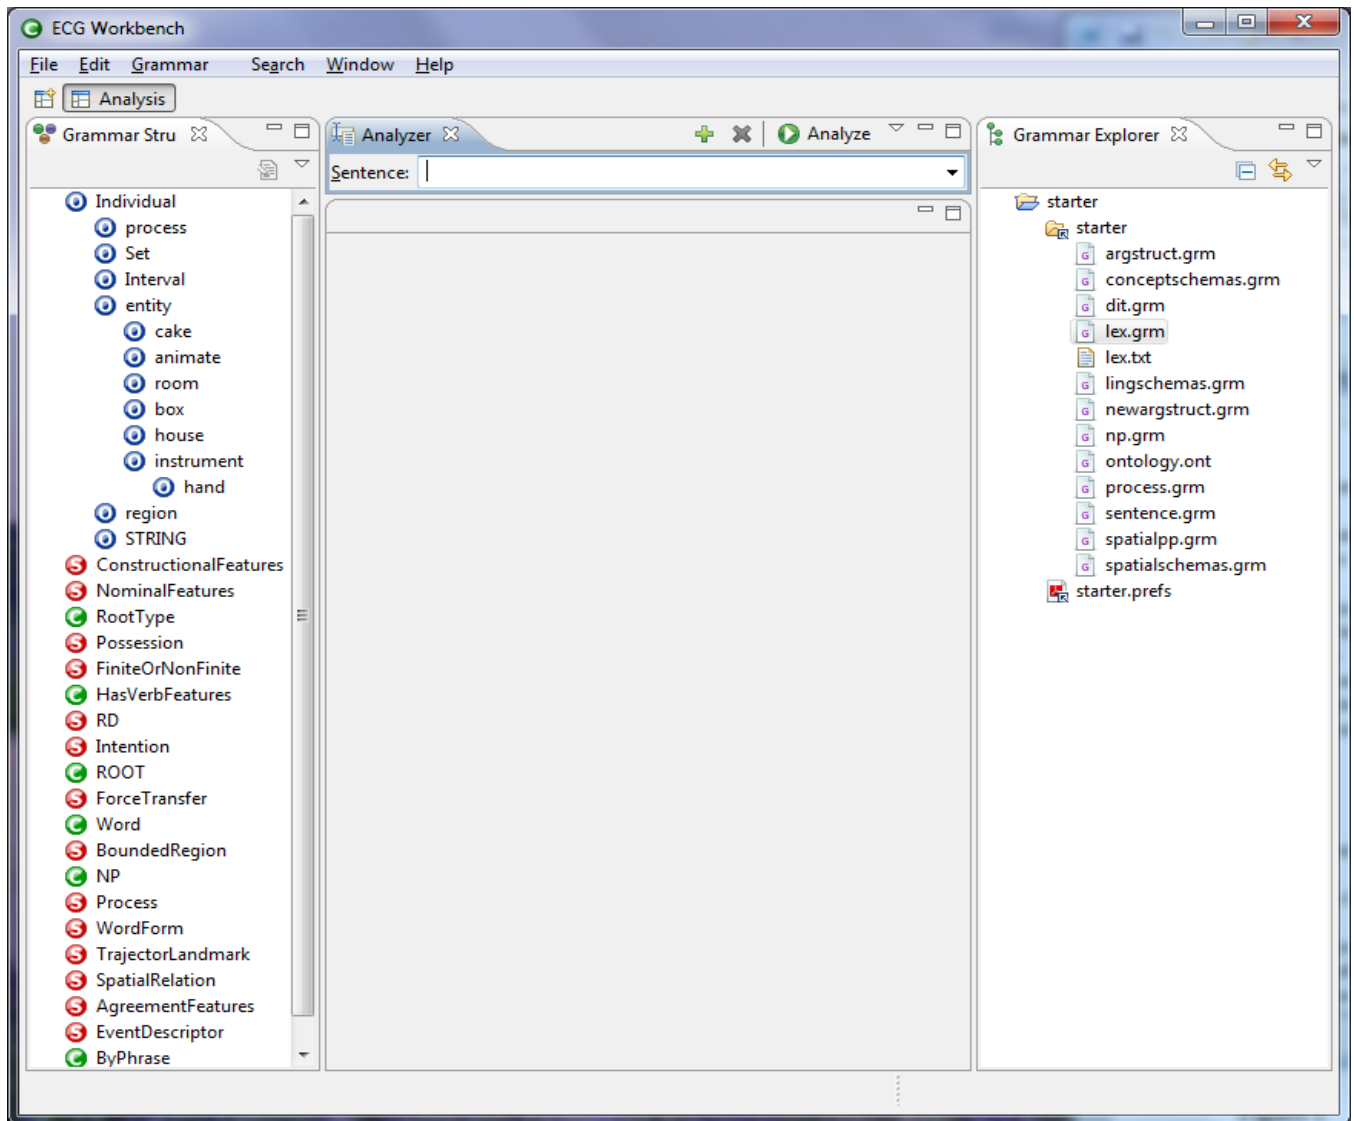 ECG Workbench
File Edit Grammar Search Window Help
Analysis
Grammar Stru
Individual
process
Set
Interval
entity
cake
animate
room
box
house
instrument
hand
region
STRING
ConstructionalFeatures
NominalFeatures
RootType
Possession
FiniteOrNonFinite
HasVerbFeatures
RD
Intention
ROOT
ForceTransfer
Word
BoundedRegion
NP
Process
WordForm
TrajectorLandmark
SpatialRelation
AgreementFeatures
EventDescriptor
ByPhrase
Analyzer
Analyze
Sentence:
Grammar Explorer
starter
starter
argstruct.grm
conceptschemas.grm
dit.grm
lex.grm
lex.txt
lingschemas.grm
newargstruct.grm
np.grm
ontology.ont
process.grm
sentence.grm
spatialpp.grm
spatialschemas.grm
starter.prefs